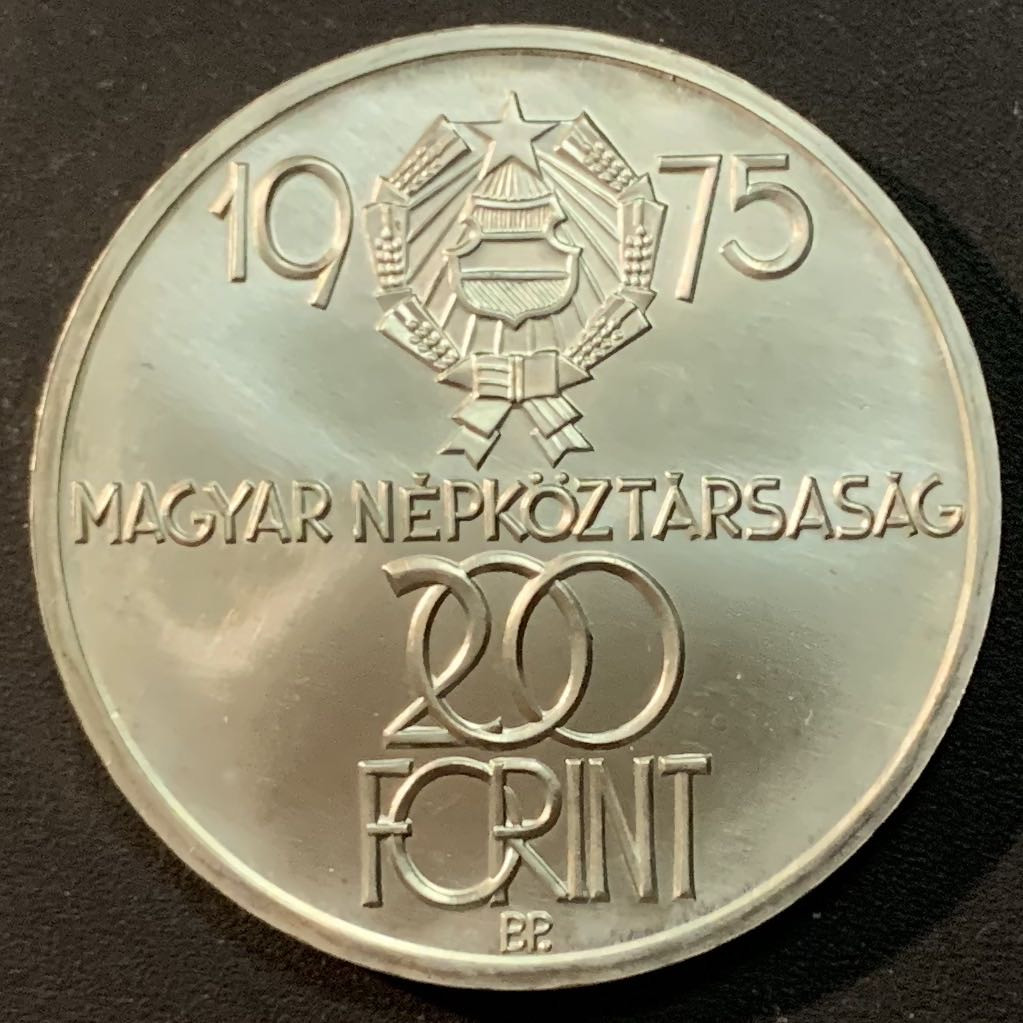 1975
MAGYAR NÉPKÖZTÁRSASÁG
200
FORINT
BP.